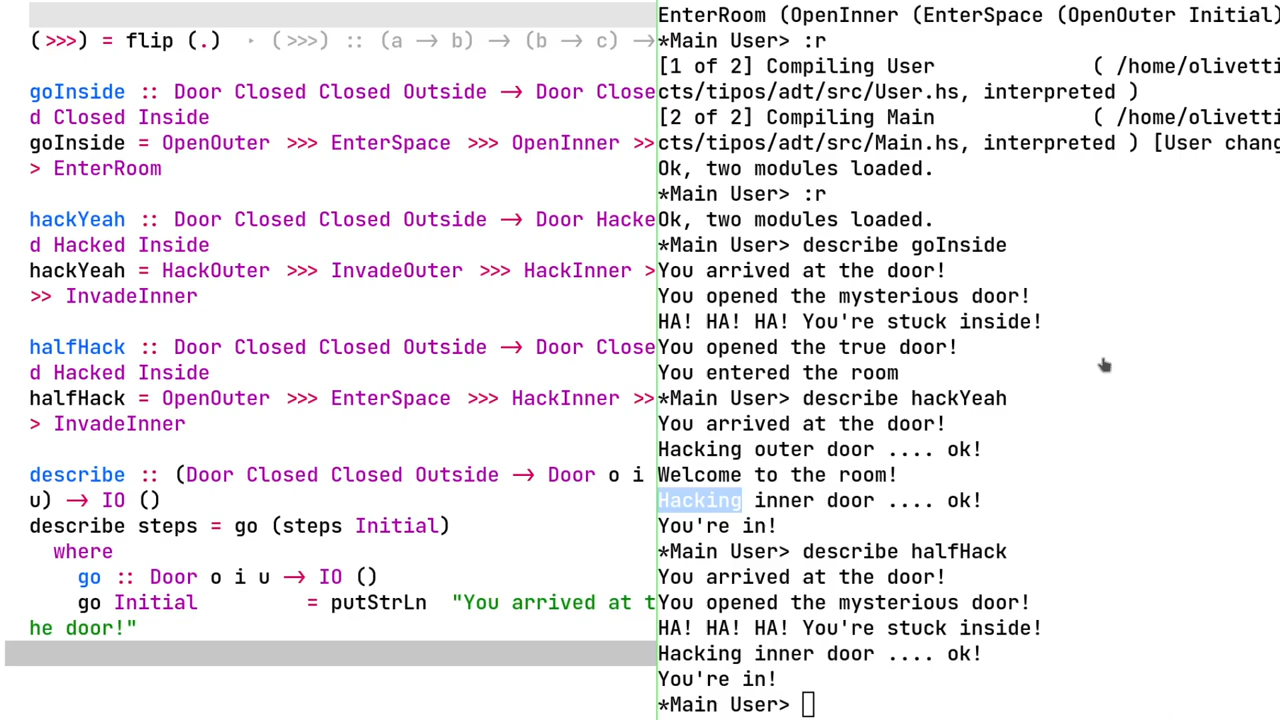 (>>>) = flip (.) ‣ (>>>) :: (a → b) → (b → c) →
goInside :: Door Closed Closed Outside → Door Close
d Closed Inside
goInside = OpenOuter >>> EnterSpace >>> OpenInner >>
> EnterRoom
hackYeah :: Door Closed Closed Outside → Door Hacke
d Hacked Inside
hackYeah = HackOuter >>> InvadeOuter >>> HackInner >
>> InvadeInner
halfHack :: Door Closed Closed Outside → Door Close
d Hacked Inside
halfHack = OpenOuter >>> EnterSpace >>> HackInner >>
> InvadeInner
describe :: (Door Closed Closed Outside → Door o i
u) → IO ()
describe steps = go (steps Initial)
where
go :: Door o i u → IO ()
go Initial = putStrLn "You arrived at t
he door!"
EnterRoom (OpenInner (EnterSpace (OpenOuter Initial)
*Main User> :r
[1 of 2] Compiling User ( /home/olivetti
cts/tipos/adt/src/User.hs, interpreted )
[2 of 2] Compiling Main ( /home/olivetti
cts/tipos/adt/src/Main.hs, interpreted ) [User chang
Ok, two modules loaded.
*Main User> :r
Ok, two modules loaded.
*Main User> describe goInside
You arrived at the door!
You opened the mysterious door!
HA! HA! HA! You're stuck inside!
You opened the true door!
You entered the room
*Main User> describe hackYeah
You arrived at the door!
Hacking outer door .... ok!
Welcome to the room!
Hacking inner door .... ok!
You're in!
*Main User> describe halfHack
You arrived at the door!
You opened the mysterious door!
HA! HA! HA! You're stuck inside!
Hacking inner door .... ok!
You're in!
*Main User>